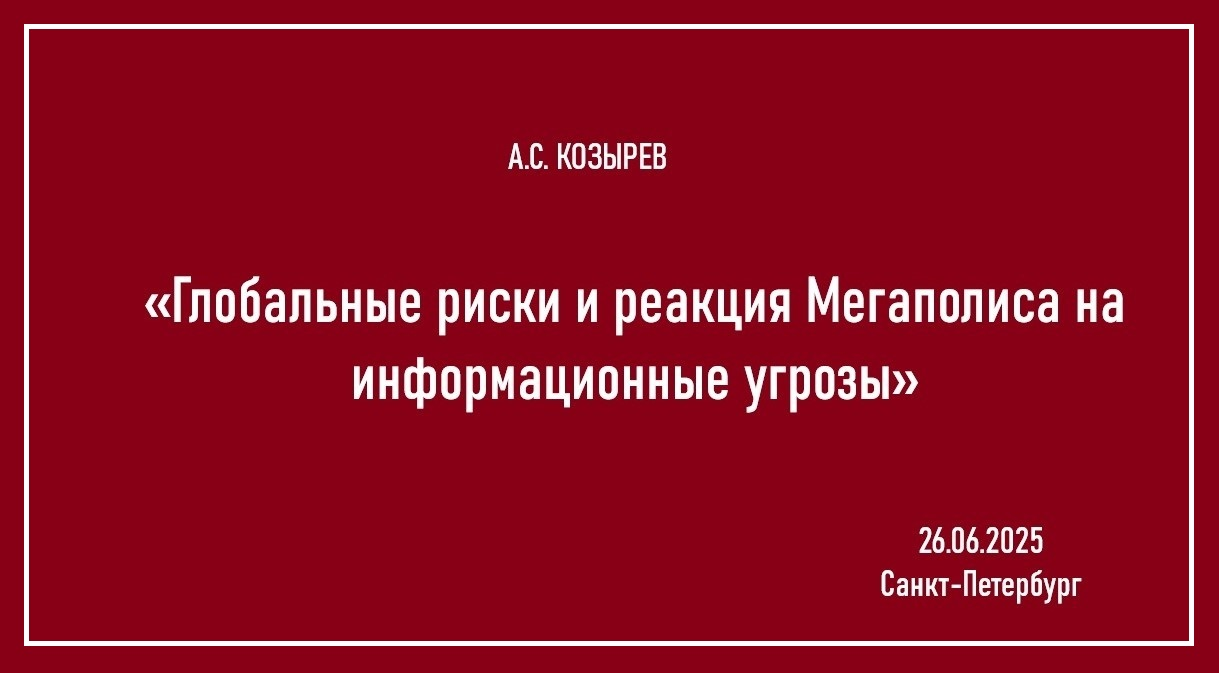 А.С. КОЗЫРЕВ
«Глобальные риски и реакция Мегаполиса на
информационные угрозы»
26.06.2025
Санкт-Петербург